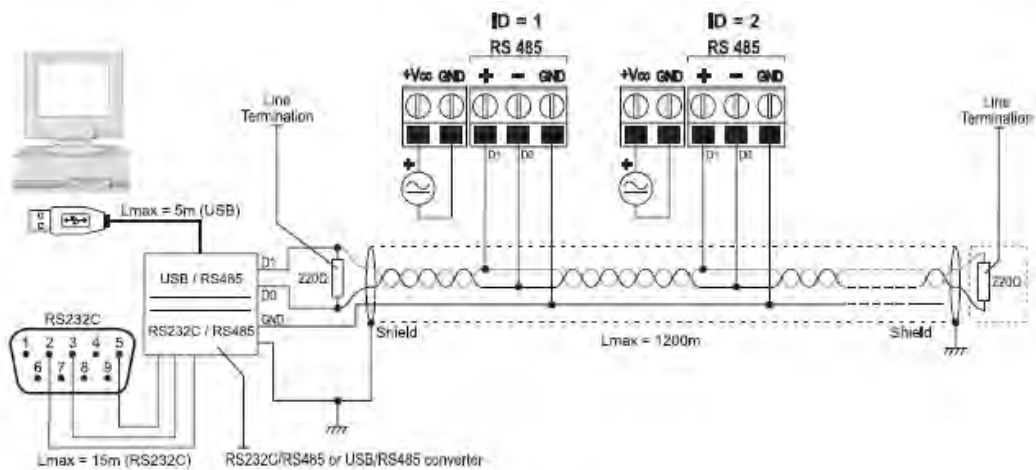 ID = 1
ID = 2
RS 485
RS 485
+Vcc GND + - GND
+Vcc GND + - GND
Line
Termination
Line
Termination
D1 D0
D1 D0
+
+
Lmax = 5m (USB)
USB / RS485
D1
D0
GND
220Ω
220Ω
RS232C / RS485
RS232C
1 2 3 4 5
6 7 8 9
Shield
Lmax = 1200m
Shield
Lmax = 15m (RS232C)
RS232C/RS485 or USB/RS485 converter